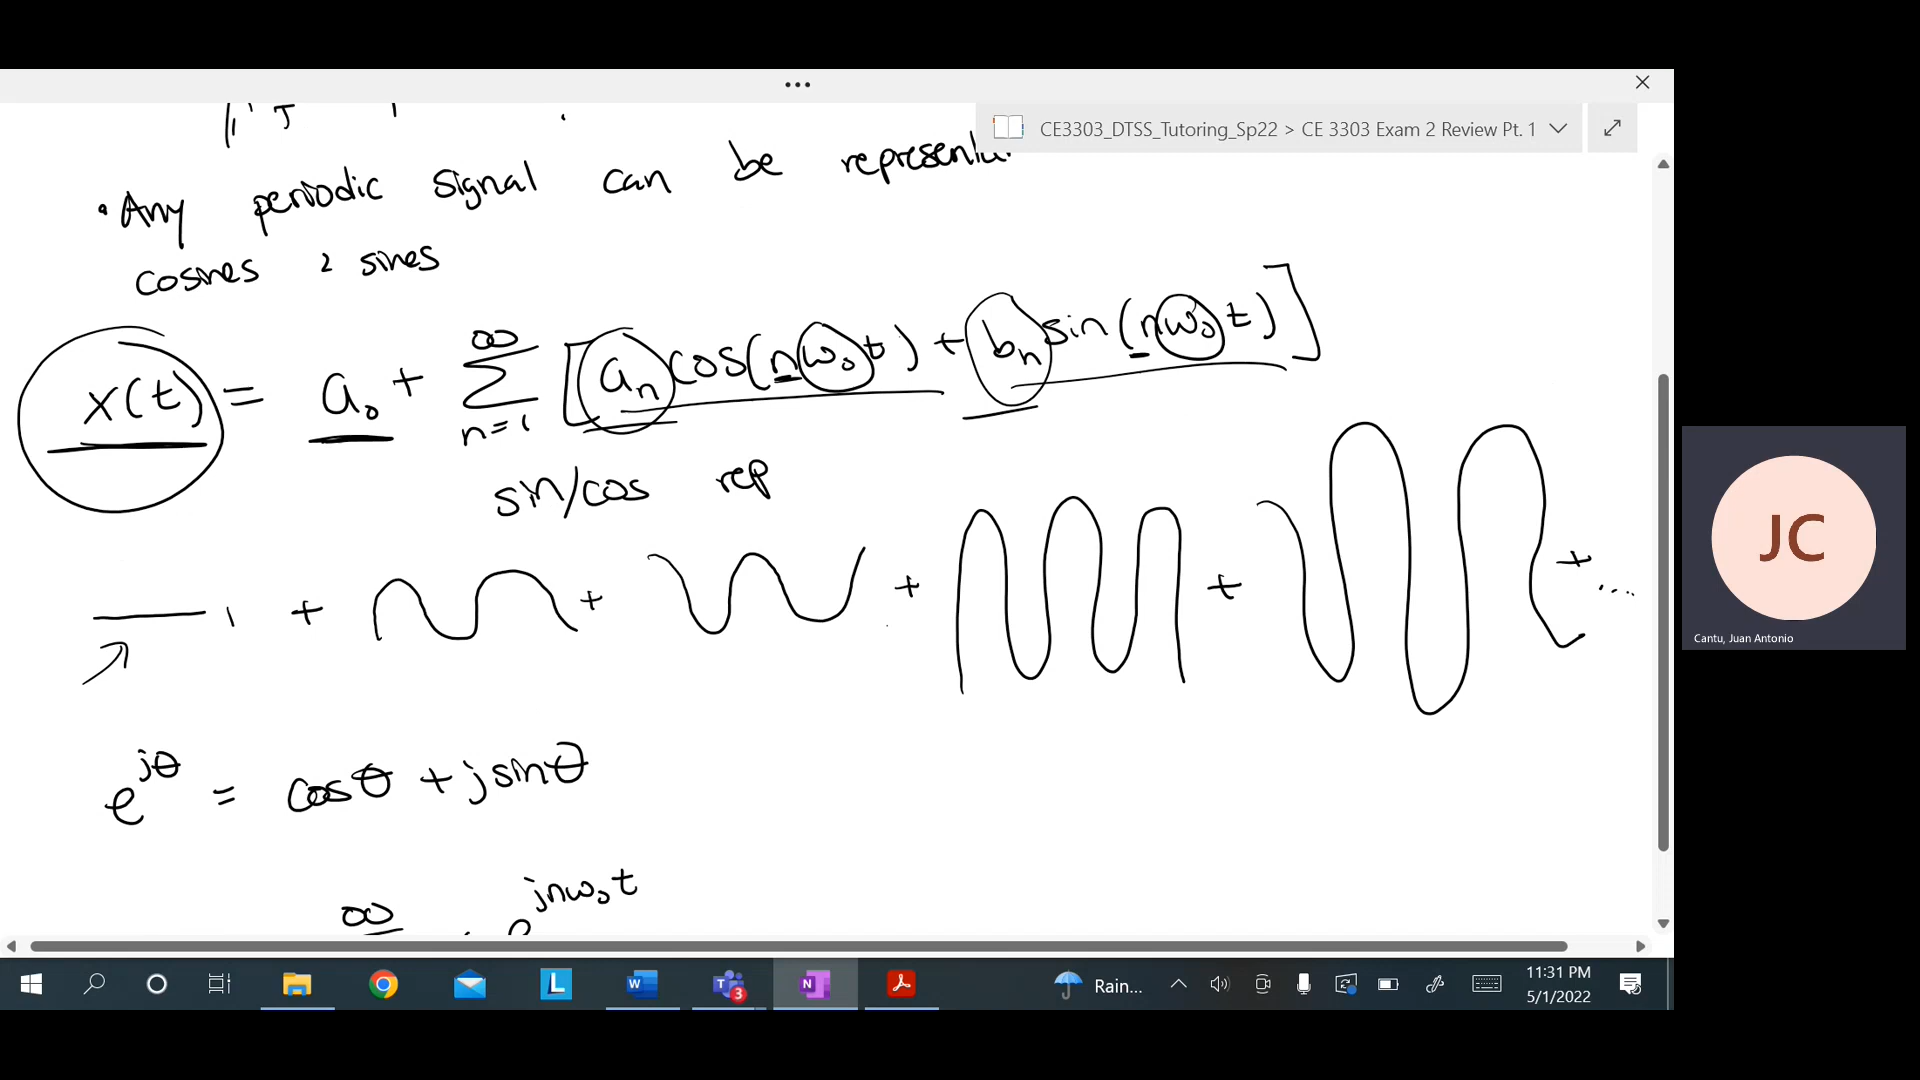 CE3303_DTSS_Tutoring_Sp22 > CE 3303 Exam 2 Review Pt. 1
• Any periodic signal can be
cosines & sines
x(t) = a₀ + ∑ n=1 ∞ [aₙcos(nω₀t) + bₙsin(nω₀t)]
sin/cos rep
+ + + + + ....
e^jθ = cosθ + jsinθ
∞ e^jnω₀t
JC
Cantu, Juan Antonio
Rain...
11:31 PM
5/1/2022
3